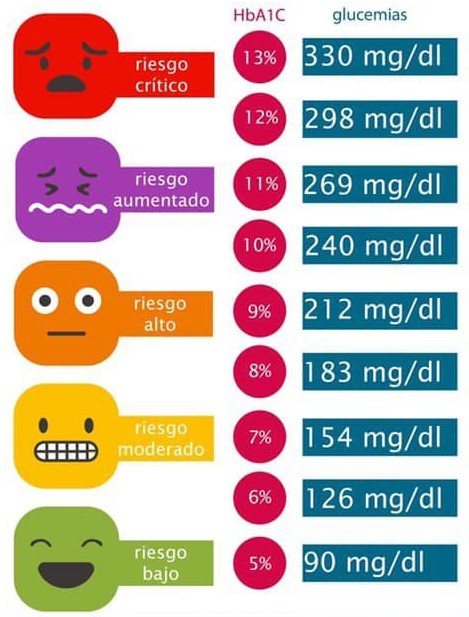 HbA1C glucemias
riesgo
crítico
13% 330 mg/dl
12% 298 mg/dl
riesgo
aumentado
11% 269 mg/dl
10% 240 mg/dl
riesgo
alto
9% 212 mg/dl
8% 183 mg/dl
riesgo
moderado
7% 154 mg/dl
6% 126 mg/dl
riesgo
bajo
5% 90 mg/dl